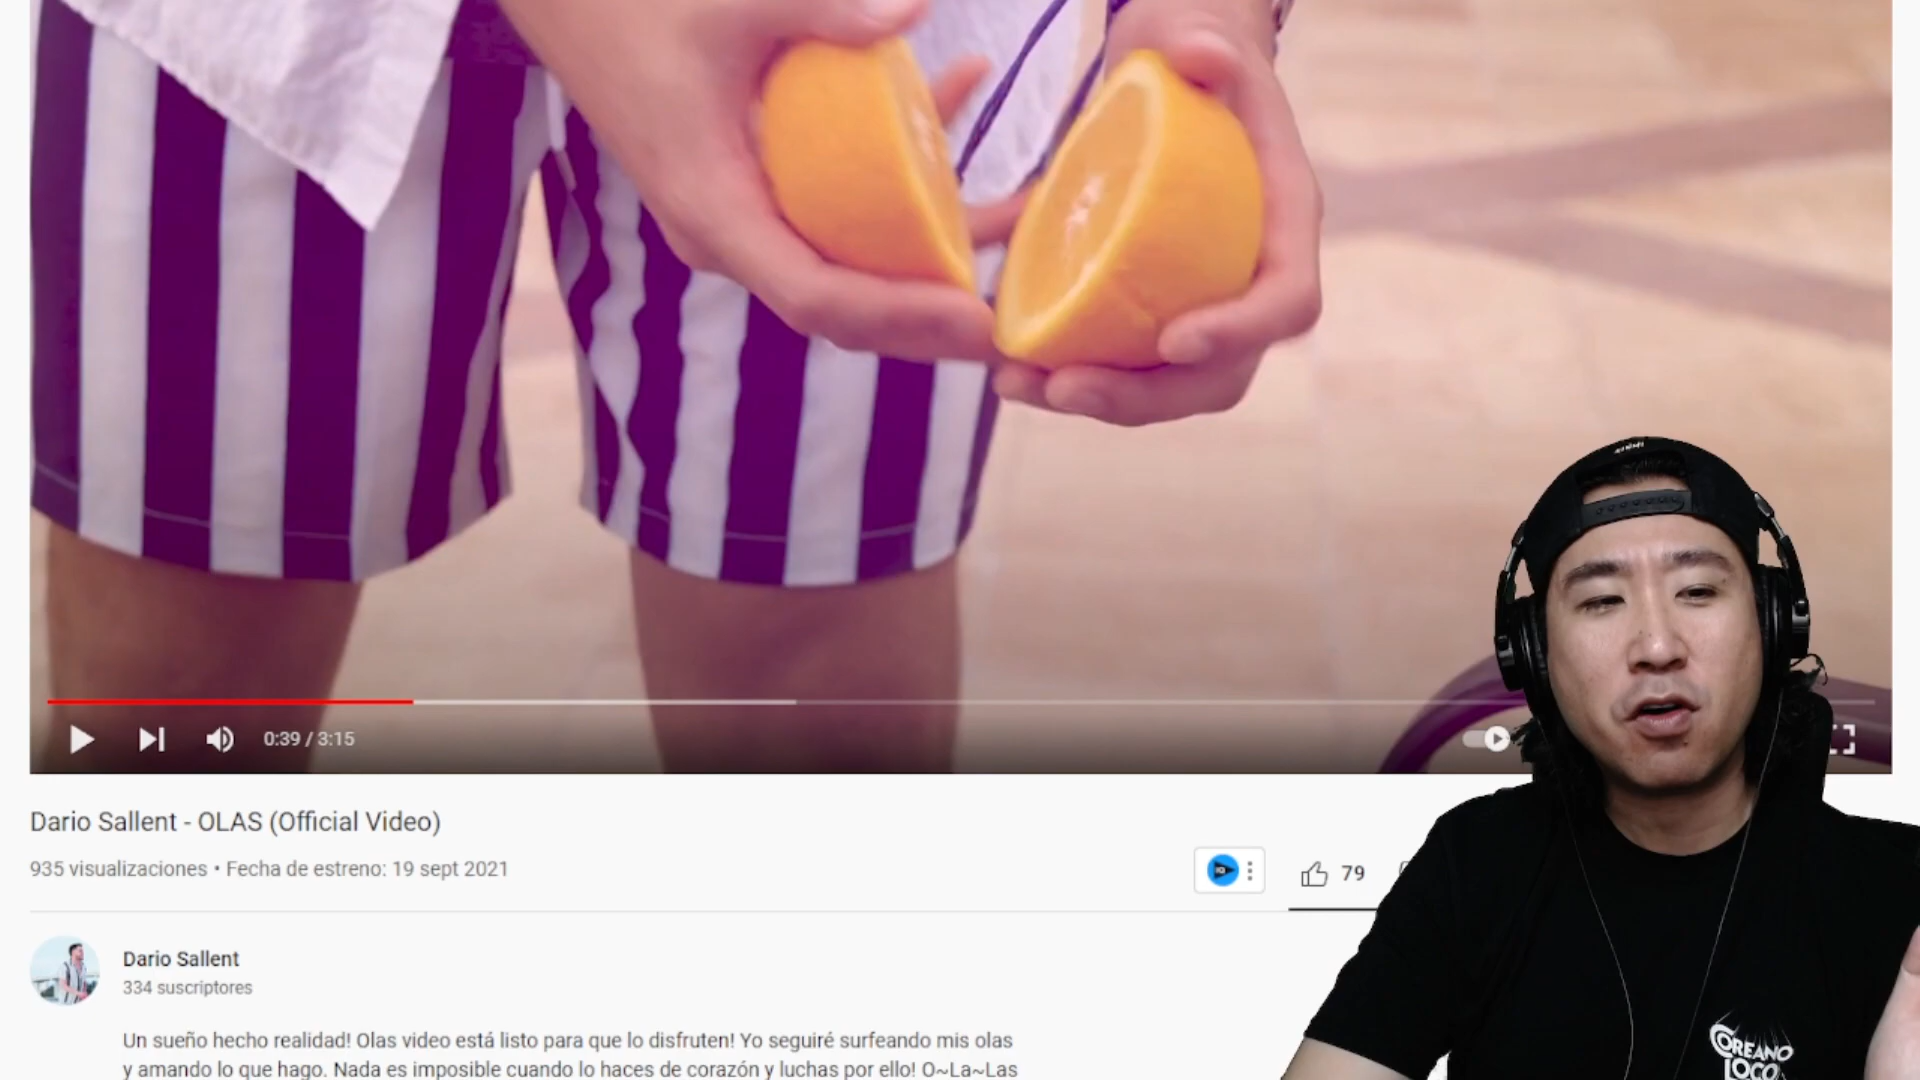 0:39 / 3:15
Dario Sallent - OLAS (Official Video)
935 visualizaciones • Fecha de estreno: 19 sept 2021
79
Dario Sallent
334 suscriptores
Un sueño hecho realidad! Olas video está listo para que lo disfruten! Yo seguiré surfeando mis olas
y amando lo que hago. Nada es imposible cuando lo haces de corazón y luchas por ello! O~La~Las
COREANO
LOCO